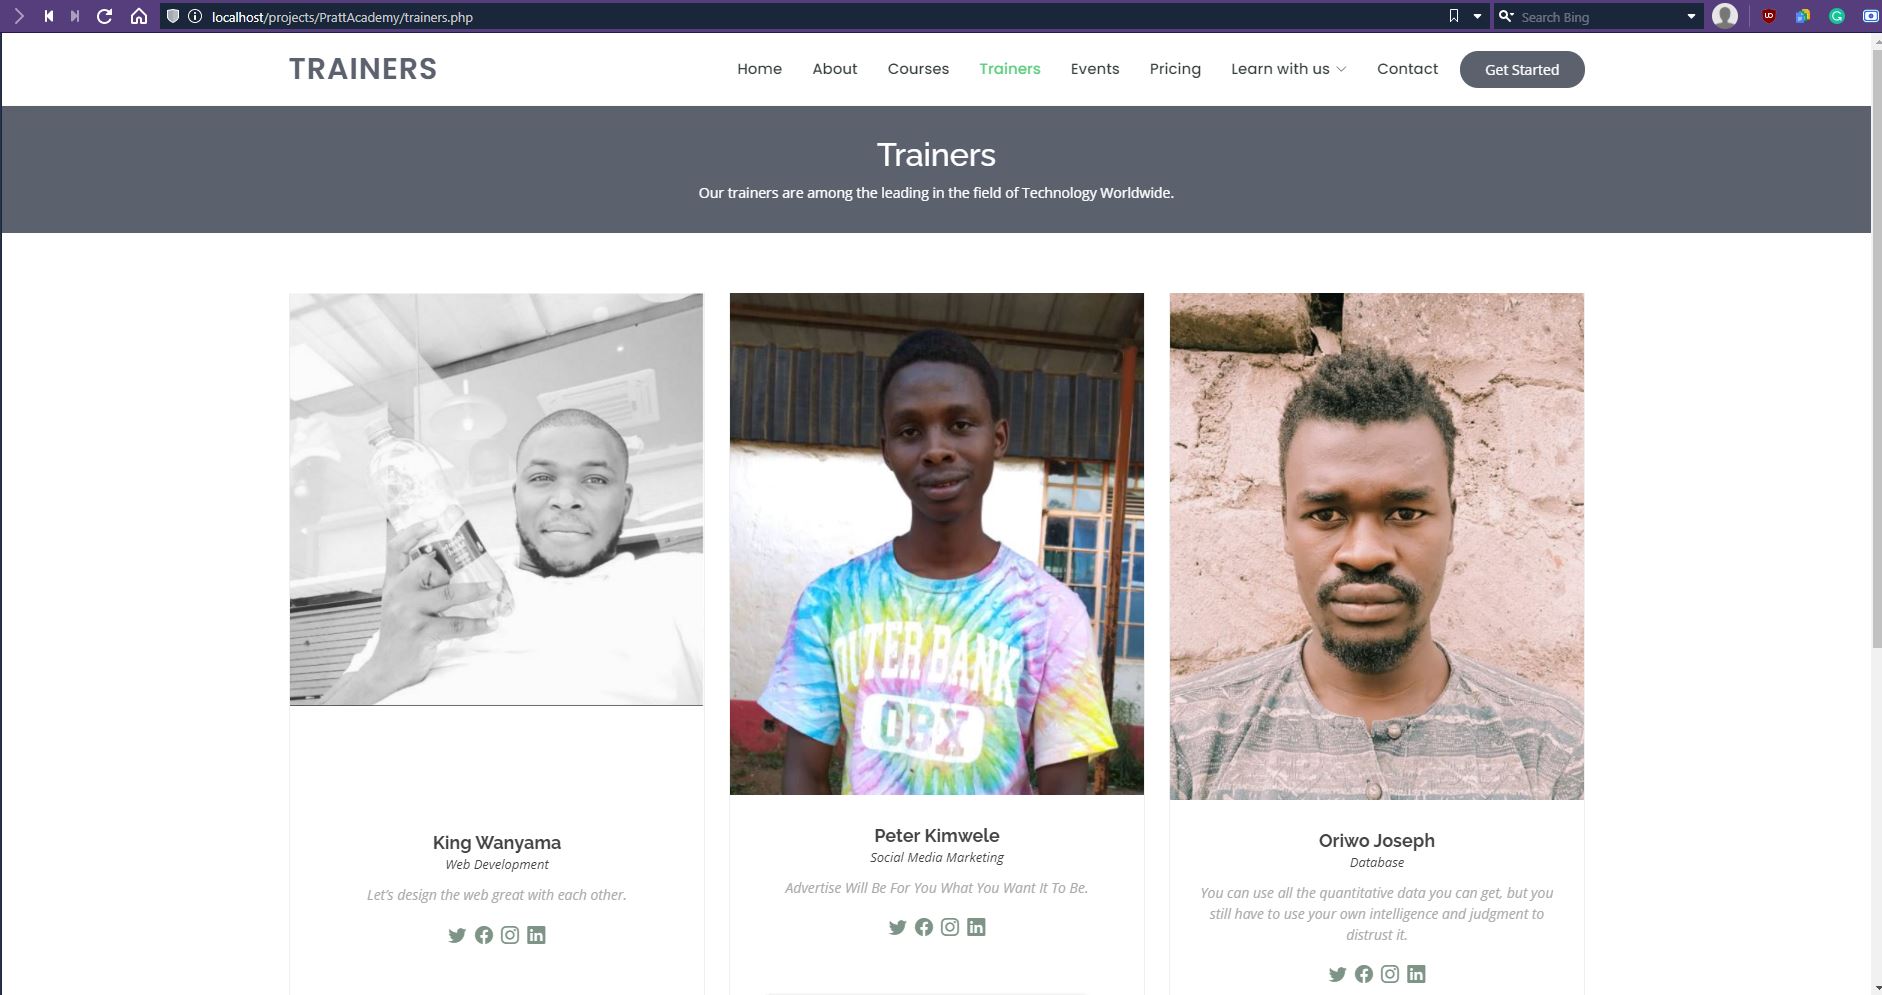 localhost/projects/PrattAcademy/trainers.php
Search Bing
TRAINERS
Home About Courses Trainers Events Pricing Learn with us Contact Get Started
Trainers
Our trainers are among the leading in the field of Technology Worldwide.
OUTER BANK
OBX
King Wanyama
Web Development
Let's design the web great with each other.
Peter Kimwele
Social Media Marketing
Advertise Will Be For You What You Want It To Be.
Oriwo Joseph
Database
You can use all the quantitative data you can get, but you
still have to use your own intelligence and judgment to
distrust it.